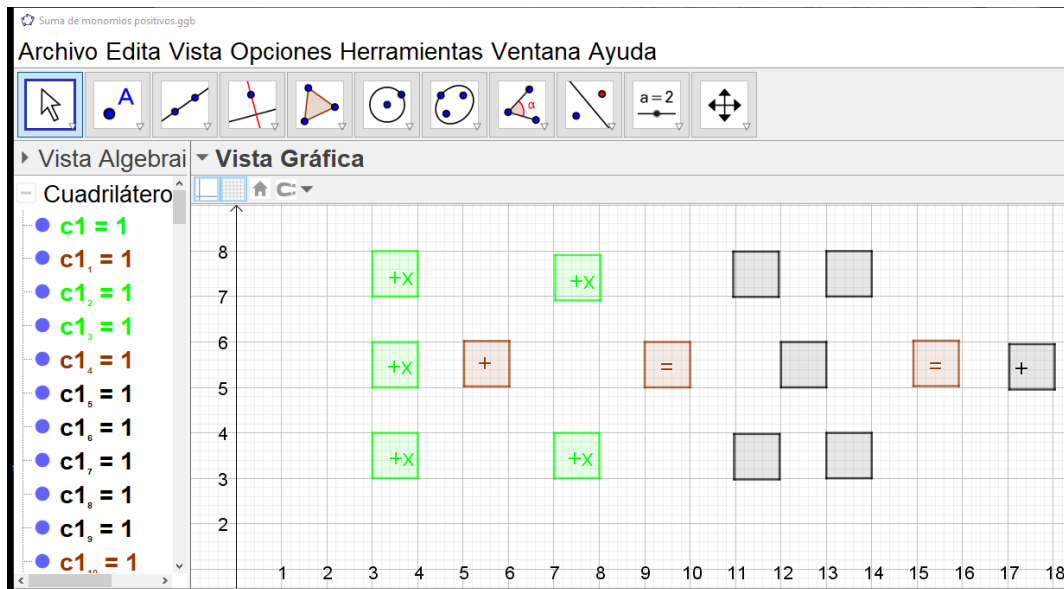 Suma de monomios positivos.ggb
Archivo Edita Vista Opciones Herramientas Ventana Ayuda
A
α
a = 2
Vista Algebrai
Vista Gráfica
Cuadrilátero
c1 = 1
c1₁ = 1
c1₂ = 1
c1₃ = 1
c1₄ = 1
c1₅ = 1
c1₆ = 1
c1₇ = 1
c1₈ = 1
c1₉ = 1
c1₁₀ = 1
8
7
6
5
4
3
2
+x +x
+x + = = +
+x +x
1 2 3 4 5 6 7 8 9 10 11 12 13 14 15 16 17 18